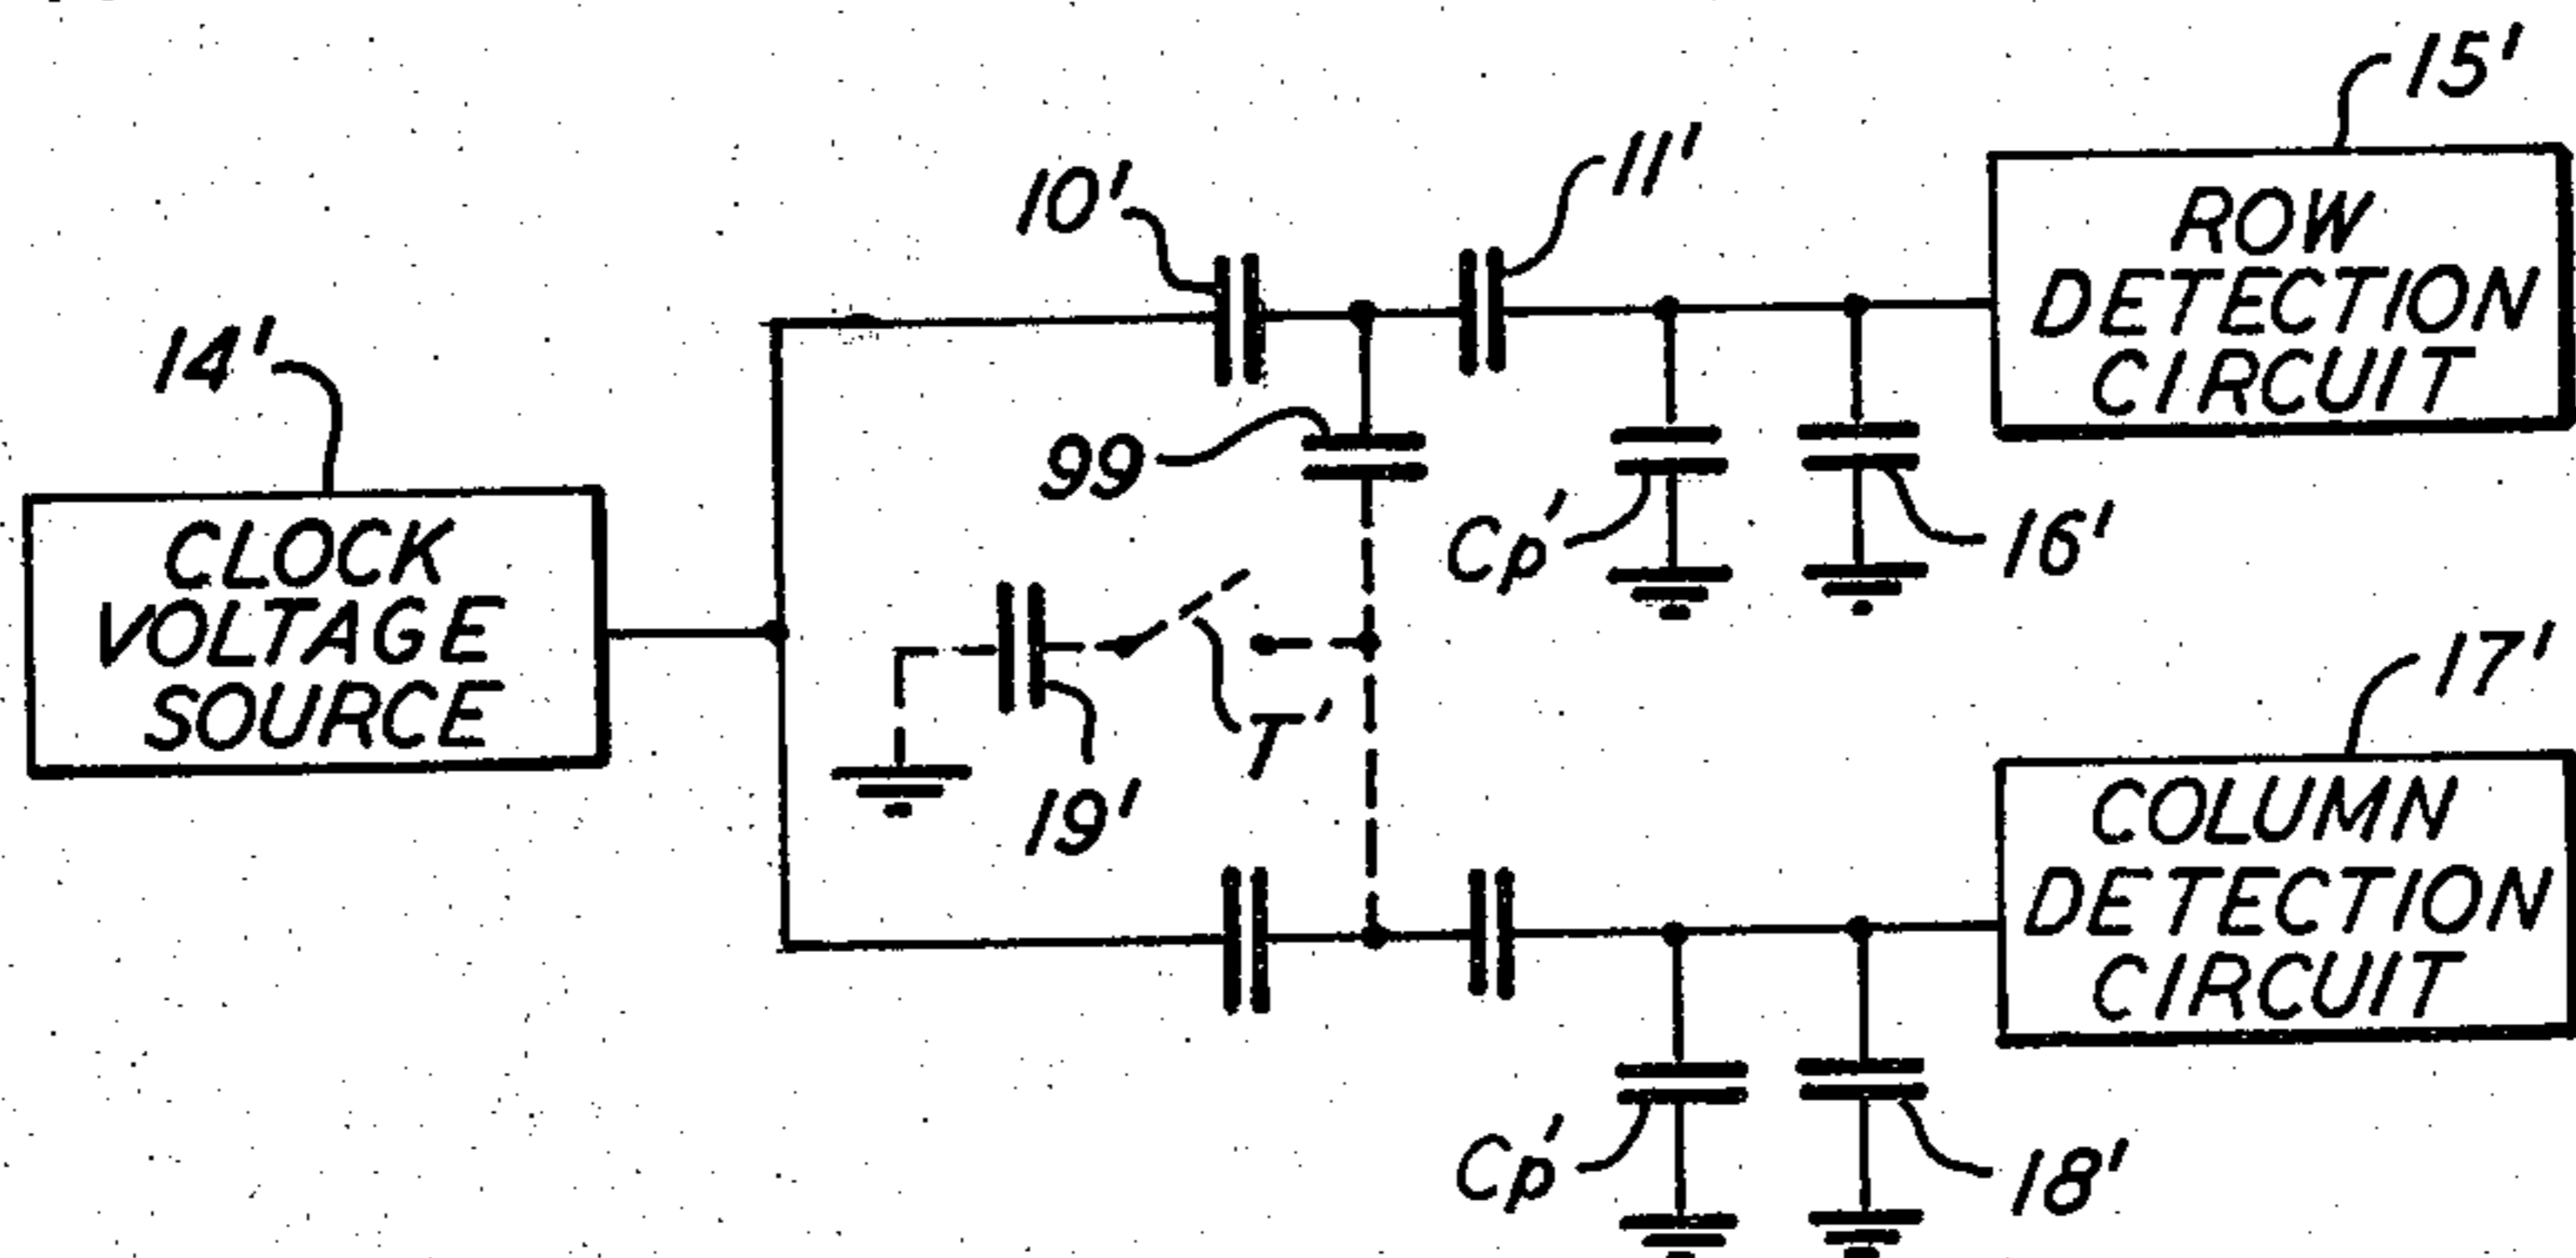 15'
ROW
DETECTION
CIRCUIT
10'
11'
14'
CLOCK
VOLTAGE
SOURCE
99
Cp'
16'
T'
19'
17'
COLUMN
DETECTION
CIRCUIT
Cp'
18'